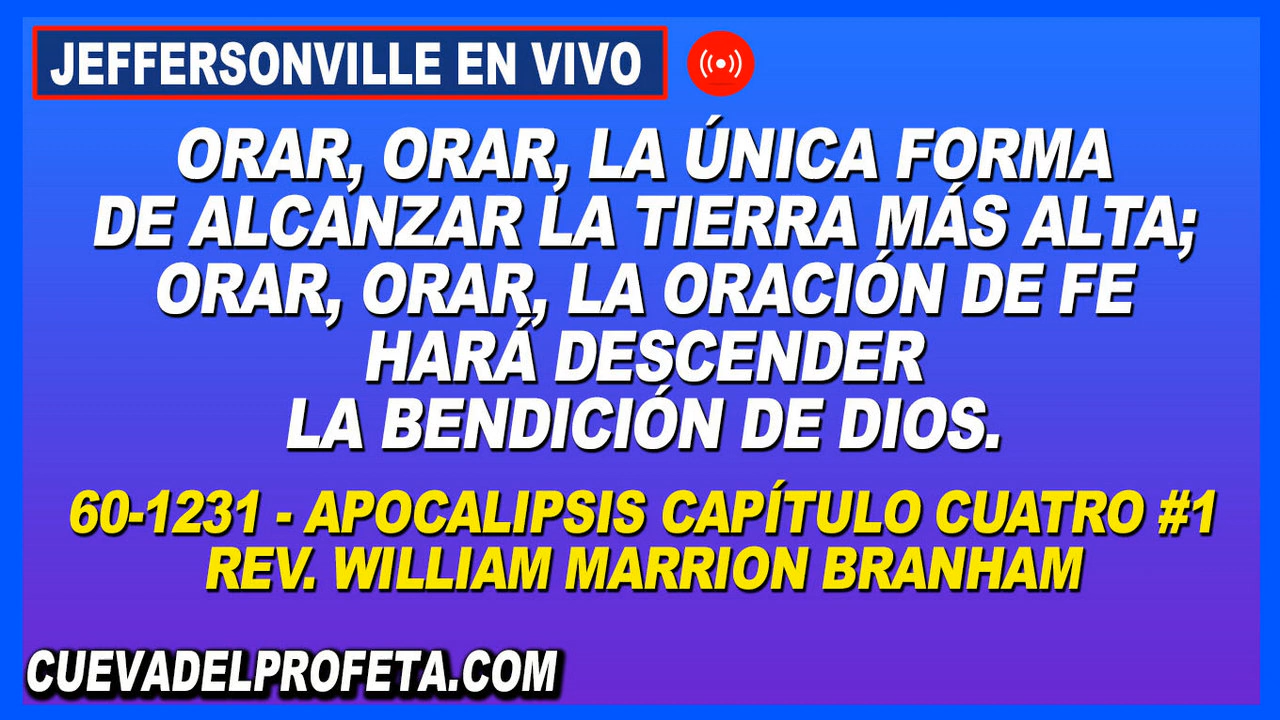 JEFFERSONVILLE EN VIVO
ORAR, ORAR, LA ÚNICA FORMA
DE ALCANZAR LA TIERRA MÁS ALTA;
ORAR, ORAR, LA ORACIÓN DE FE
HARÁ DESCENDER
LA BENDICIÓN DE DIOS.
60-1231 - APOCALIPSIS CAPÍTULO CUATRO #1
REV. WILLIAM MARRION BRANHAM
CUEVADELPROFETA.COM